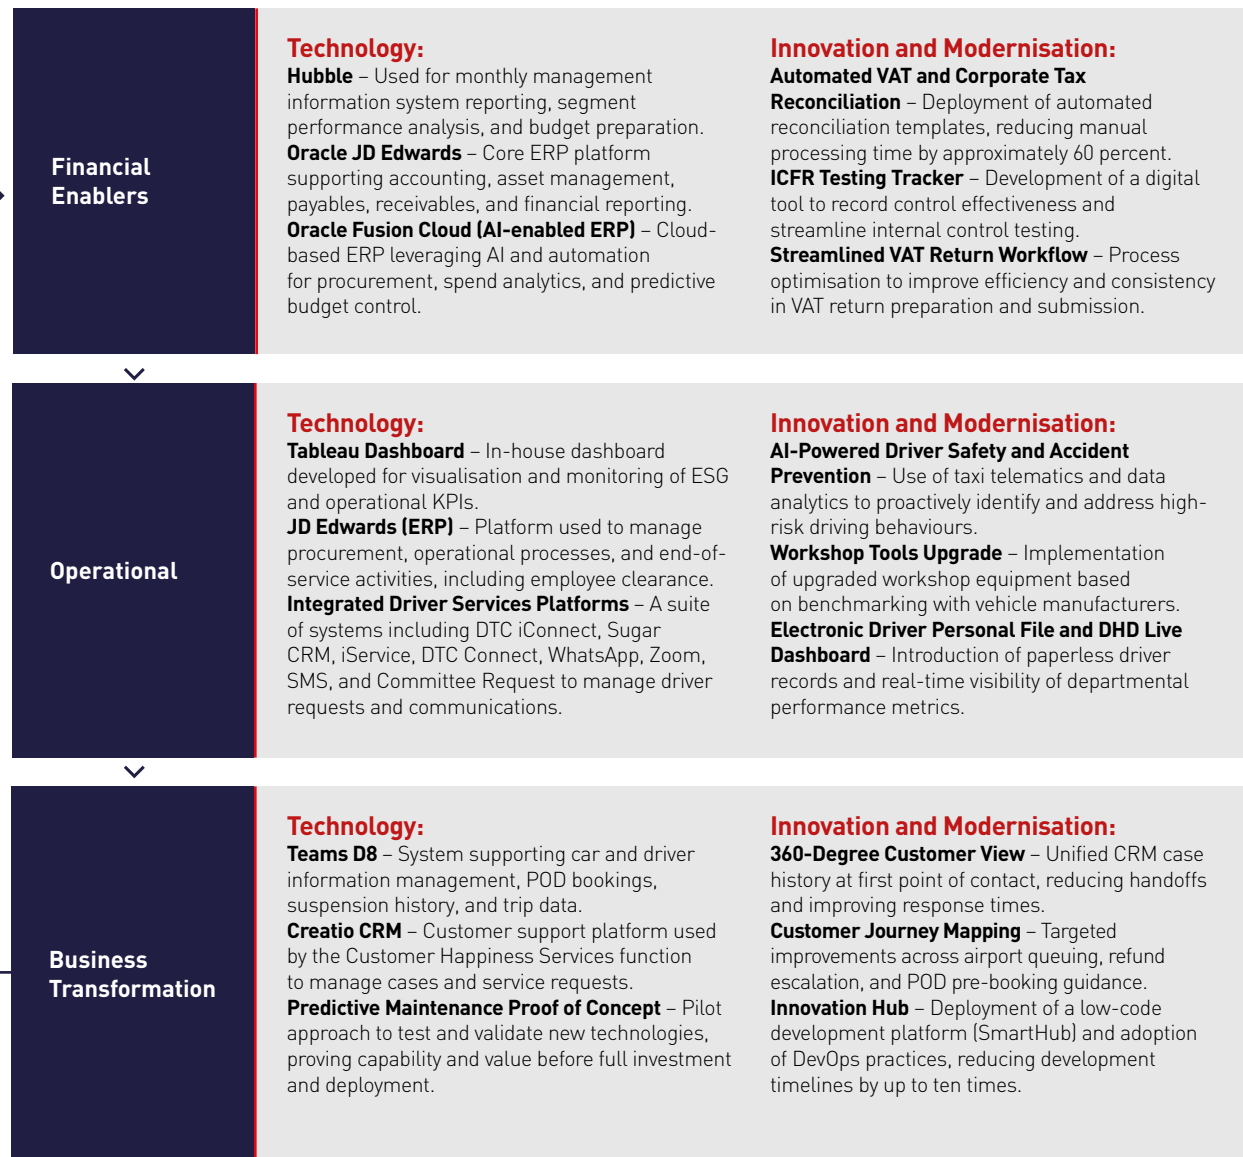 Financial
Enablers
Technology:
Hubble – Used for monthly management
information system reporting, segment
performance analysis, and budget preparation.
Oracle JD Edwards – Core ERP platform
supporting accounting, asset management,
payables, receivables, and financial reporting.
Oracle Fusion Cloud (AI-enabled ERP) – Cloud-
based ERP leveraging AI and automation
for procurement, spend analytics, and predictive
budget control.
Innovation and Modernisation:
Automated VAT and Corporate Tax
Reconciliation – Deployment of automated
reconciliation templates, reducing manual
processing time by approximately 60 percent.
ICFR Testing Tracker – Development of a digital
tool to record control effectiveness and
streamline internal control testing.
Streamlined VAT Return Workflow – Process
optimisation to improve efficiency and consistency
in VAT return preparation and submission.
Operational
Technology:
Tableau Dashboard – In-house dashboard
developed for visualisation and monitoring of ESG
and operational KPIs.
JD Edwards (ERP) – Platform used to manage
procurement, operational processes, and end-of-
service activities, including employee clearance.
Integrated Driver Services Platforms – A suite
of systems including DTC iConnect, Sugar
CRM, iService, DTC Connect, WhatsApp, Zoom,
SMS, and Committee Request to manage driver
requests and communications.
Innovation and Modernisation:
AI-Powered Driver Safety and Accident
Prevention – Use of taxi telematics and data
analytics to proactively identify and address high-
risk driving behaviours.
Workshop Tools Upgrade – Implementation
of upgraded workshop equipment based
on benchmarking with vehicle manufacturers.
Electronic Driver Personal File and DHD Live
Dashboard – Introduction of paperless driver
records and real-time visibility of departmental
performance metrics.
Business
Transformation
Technology:
Teams D8 – System supporting car and driver
information management, POD bookings,
suspension history, and trip data.
Creatio CRM – Customer support platform used
by the Customer Happiness Services function
to manage cases and service requests.
Predictive Maintenance Proof of Concept – Pilot
approach to test and validate new technologies,
proving capability and value before full investment
and deployment.
Innovation and Modernisation:
360-Degree Customer View – Unified CRM case
history at first point of contact, reducing handoffs
and improving response times.
Customer Journey Mapping – Targeted
improvements across airport queuing, refund
escalation, and POD pre-booking guidance.
Innovation Hub – Deployment of a low-code
development platform (SmartHub) and adoption
of DevOps practices, reducing development
timelines by up to ten times.